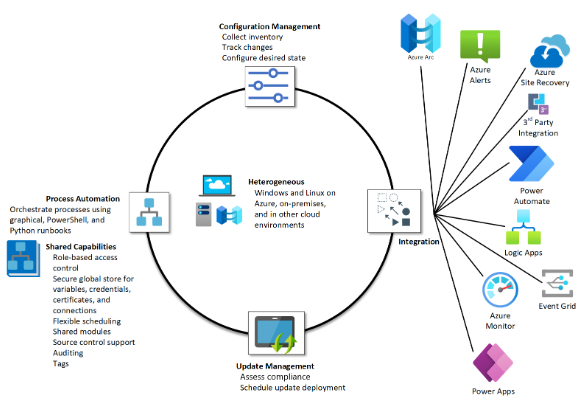 Configuration Management
Collect inventory
Track changes
Configure desired state
Azure Arc
Azure
Alerts
Azure
Site Recovery
3rd Party
Integration
Power
Automate
Logic Apps
Event Grid
Azure
Monitor
Power Apps
Integration
Heterogeneous
Windows and Linux on
Azure, on-premises,
and in other cloud
environments
Process Automation
Orchestrate processes using
graphical, PowerShell, and
Python runbooks
Shared Capabilities
Role-based access
control
Secure global store for
variables, credentials,
certificates, and
connections
Flexible scheduling
Shared modules
Source control support
Auditing
Tags
Update Management
Assess compliance
Schedule update deployment